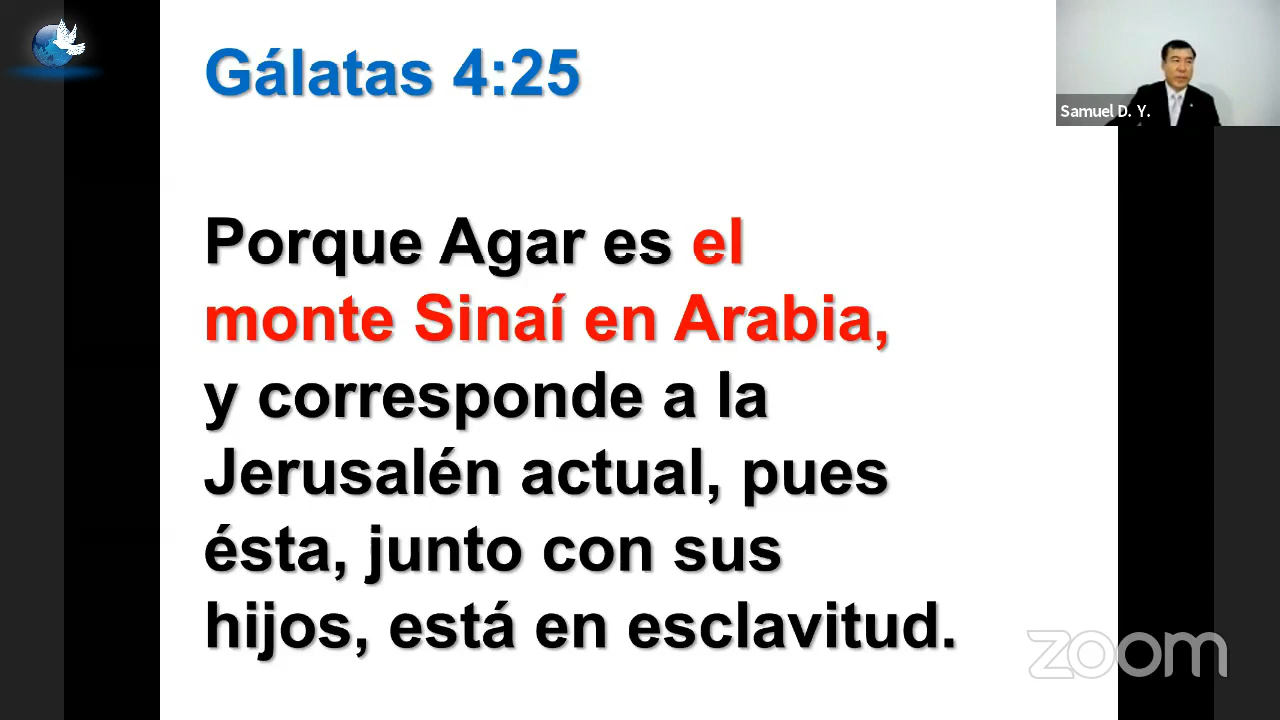 Gálatas 4:25
Samuel D. Y.
Porque Agar es el
monte Sinaí en Arabia,
y corresponde a la
Jerusalén actual, pues
ésta, junto con sus
hijos, está en esclavitud.
zoom